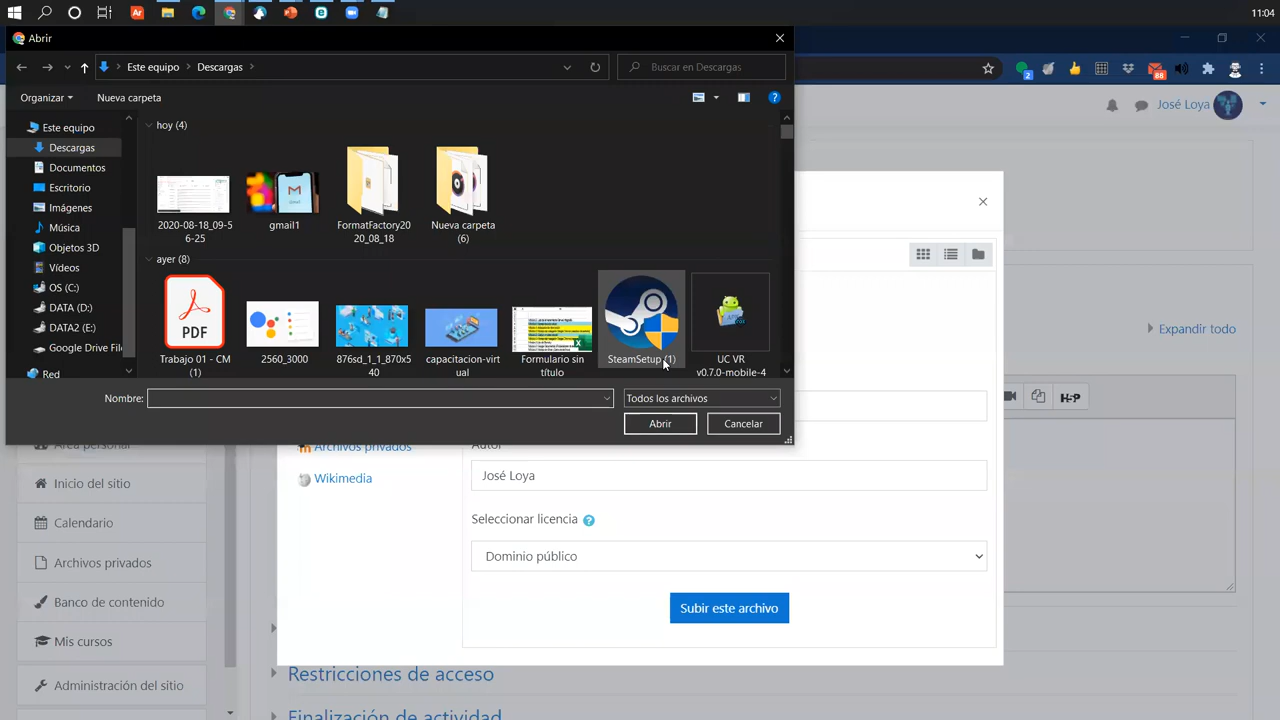 11:04
Abrir
Este equipo
Descargas
Buscar en Descargas
Organizar
Nueva carpeta
88
2
José Loya
Este equipo
Descargas
Documentos
Escritorio
Imágenes
Música
Objetos 3D
Vídeos
OS (C:)
DATA (D:)
DATA2 (E:)
Google Drive File
Red
hoy (4)
2020-08-18_09-5
6-25
gmail1
FormatFactory20
20_08_18
Nueva carpeta
(6)
ayer (8)
PDF
Trabajo 01 - CM
(1)
2560_3000
876sd_1_1_870x5
40
capacitacion-virt
ual
Formulario sin
título
SteamSetup (1)
UC VR
v0.7.0-mobile-4
Nombre:
Todos los archivos
Abrir
Cancelar
Expandir todo
H-P
Archivos privados
Wikimedia
Autor
José Loya
Seleccionar licencia
Dominio público
Subir este archivo
Área personal
Inicio del sitio
Calendario
Archivos privados
Banco de contenido
Mis cursos
Administración del sitio
Restricciones de acceso
Finalización de actividad